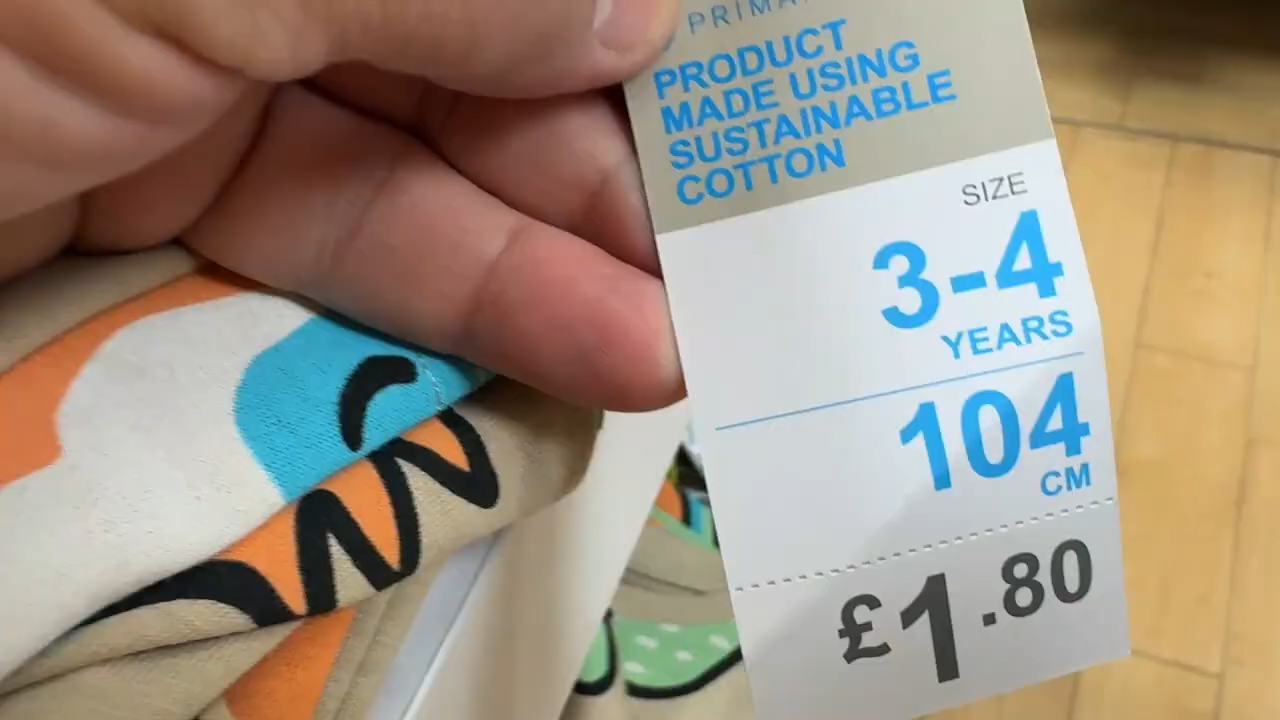 PRODUCT
MADE USING
SUSTAINABLE
COTTON
SIZE
3-4
YEARS
104
CM
£1.80